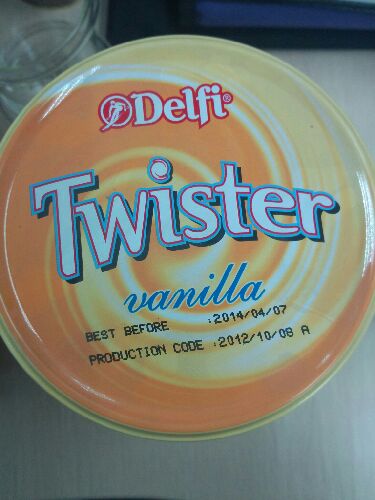 Delfi®
Twister
vanilla
BEST BEFORE :2014/04/07
PRODUCTION CODE :2012/10/08 A